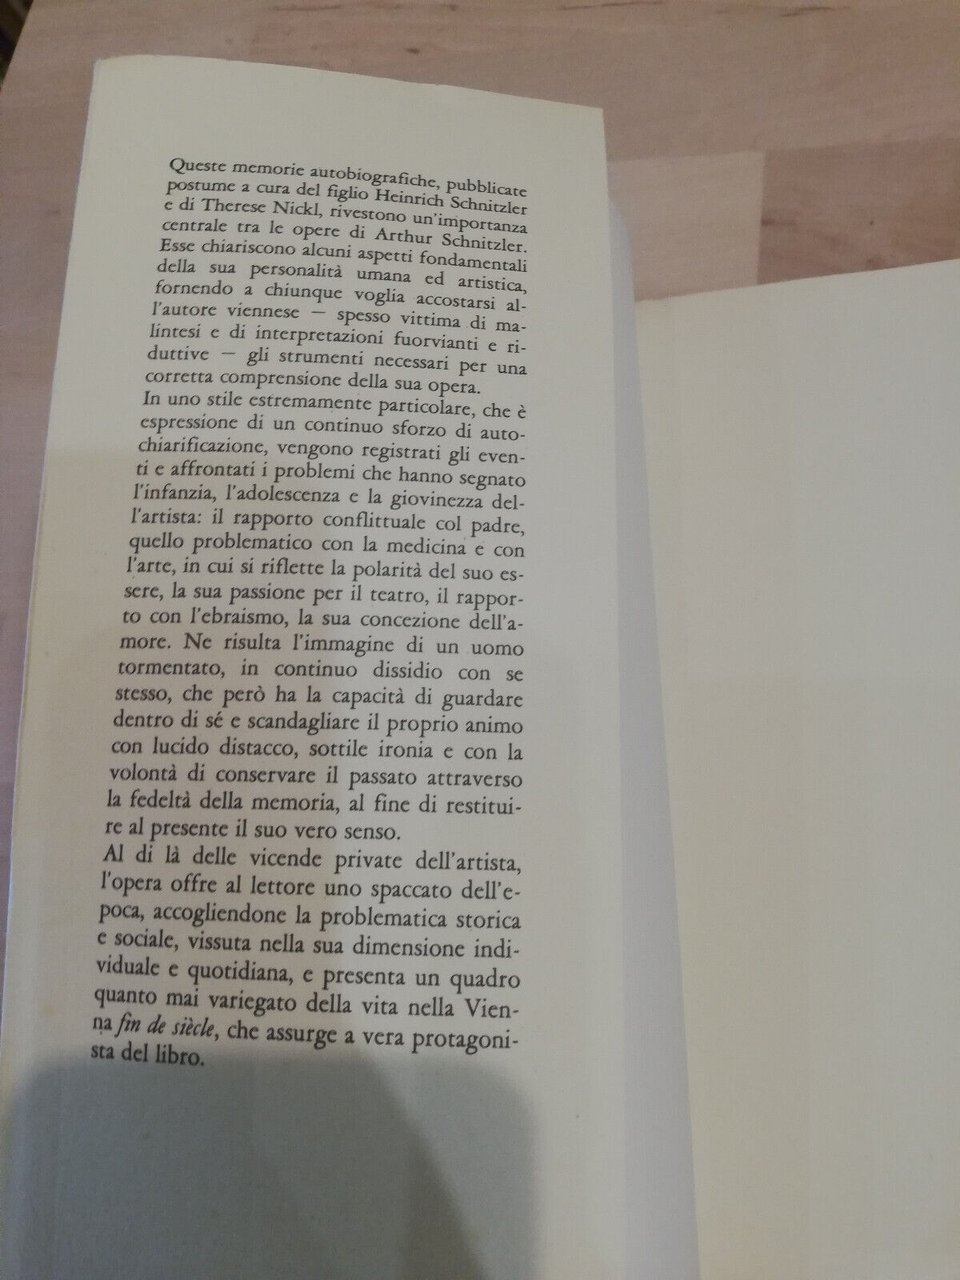 Queste memorie autobiografiche, pubblicate
postume a cura del figlio Heinrich Schnitzler
e di Therese Nickl, rivestono un'importanza
centrale tra le opere di Arthur Schnitzler.
Esse chiariscono alcuni aspetti fondamentali
della sua personalità umana ed artistica,
fornendo a chiunque voglia accostarsi al-
l'autore viennese — spesso vittima di ma-
lintesi e di interpretazioni fuorvianti e ri-
duttive — gli strumenti necessari per una
corretta comprensione della sua opera.
In uno stile estremamente particolare, che è
espressione di un continuo sforzo di auto-
chiarificazione, vengono registrati gli even-
ti e affrontati i problemi che hanno segnato
l'infanzia, l'adolescenza e la giovinezza del-
l'artista: il rapporto conflittuale col padre,
quello problematico con la medicina e con
l'arte, in cui si riflette la polarità del suo es-
sere, la sua passione per il teatro, il rappor-
to con l'ebraismo, la sua concezione dell'a-
more. Ne risulta l'immagine di un uomo
tormentato, in continuo dissidio con se
stesso, che però ha la capacità di guardare
dentro di sé e scandagliare il proprio animo
con lucido distacco, sottile ironia e con la
volontà di conservare il passato attraverso
la fedeltà della memoria, al fine di restitui-
re al presente il suo vero senso.
Al di là delle vicende private dell'artista,
l'opera offre al lettore uno spaccato dell'e-
poca, accogliendone la problematica storica
e sociale, vissuta nella sua dimensione indi-
viduale e quotidiana, e presenta un quadro
quanto mai variegato della vita nella Vien-
na fin de siècle, che assurge a vera protagoni-
sta del libro.